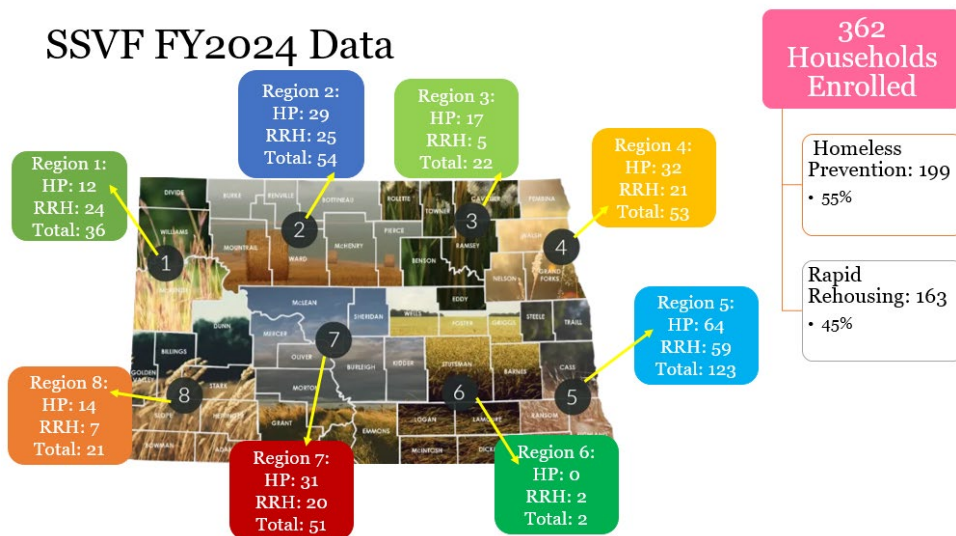 SSVF FY2024 Data
362
Households
Enrolled
Homeless
Prevention: 199
• 55%
Rapid
Rehousing: 163
• 45%
Region 1:
HP: 12
RRH: 24
Total: 36
Region 2:
HP: 29
RRH: 25
Total: 54
Region 3:
HP: 17
RRH: 5
Total: 22
Region 4:
HP: 32
RRH: 21
Total: 53
Region 5:
HP: 64
RRH: 59
Total: 123
Region 8:
HP: 14
RRH: 7
Total: 21
Region 7:
HP: 31
RRH: 20
Total: 51
Region 6:
HP: 0
RRH: 2
Total: 2
DIVIDE
BURKE
RENVILLE
BOTTINEAU
ROLETTE
TOWNER
CAVALIER
PEMBINA
WILLIAMS
MOUNTRAIL
WARD
McHENRY
PIERCE
BENSON
RAMSEY
WALSH
NELSON
GRAND
FORKS
1
2
3
4
McLEAN
SHERIDAN
WELLS
EDDY
FOSTER
GRIGGS
STEELE
TRAILL
DUNN
MERCER
OLIVER
BURLEIGH
KIDDER
STUTSMAN
BARNES
CASS
BILLINGS
GOLDEN
VALLEY
STARK
MORTON
7
8
6
5
SLOPE
HETTINGER
GRANT
EMMONS
LOGAN
LAMOURE
RANSOM
BOWMAN
McINTOSH